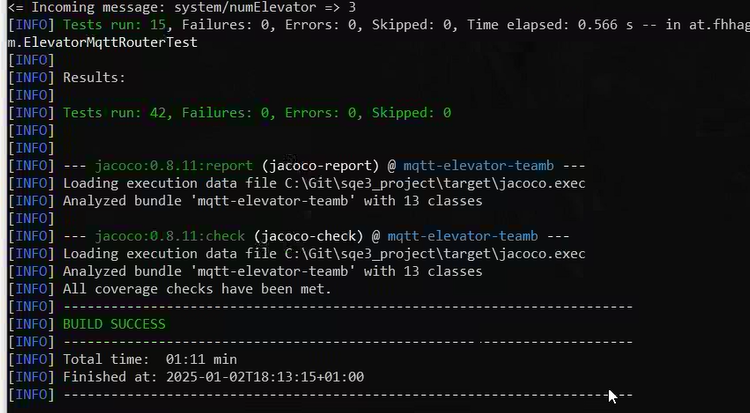 <= Incoming message: system/numElevator => 3
[INFO] Tests run: 15, Failures: 0, Errors: 0, Skipped: 0, Time elapsed: 0.566 s -- in at.fhhag
m.ElevatorMqttRouterTest
[INFO]
[INFO] Results:
[INFO]
[INFO] Tests run: 42, Failures: 0, Errors: 0, Skipped: 0
[INFO]
[INFO]
[INFO] --- jacoco:0.8.11:report (jacoco-report) @ mqtt-elevator-teamb ---
[INFO] Loading execution data file C:\Git\sqe3_project\target\jacoco.exec
[INFO] Analyzed bundle 'mqtt-elevator-teamb' with 13 classes
[INFO]
[INFO] --- jacoco:0.8.11:check (jacoco-check) @ mqtt-elevator-teamb ---
[INFO] Loading execution data file C:\Git\sqe3_project\target\jacoco.exec
[INFO] Analyzed bundle 'mqtt-elevator-teamb' with 13 classes
[INFO] All coverage checks have been met.
[INFO] ------------------------------------------------------------------------
[INFO] BUILD SUCCESS
[INFO] ------------------------------------------------------------------------
[INFO] Total time:  01:11 min
[INFO] Finished at: 2025-01-02T18:13:15+01:00
[INFO] ------------------------------------------------------------------------